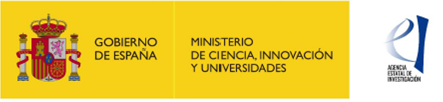 GOBIERNO
DE ESPAÑA
MINISTERIO
DE CIENCIA, INNOVACIÓN
Y UNIVERSIDADES
AGENCIA
ESTATAL DE
INVESTIGACIÓN